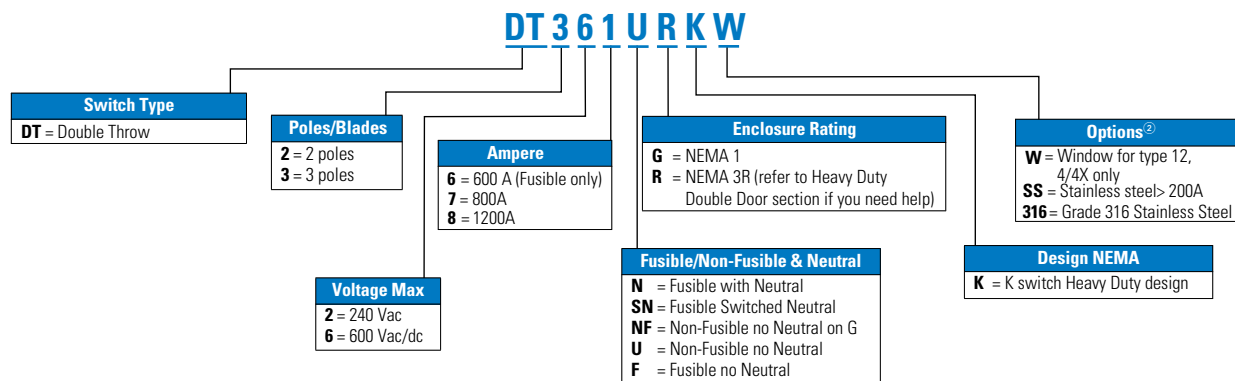 DT 3 6 1 U R K W
Switch Type
DT = Double Throw
Poles/Blades
2 = 2 poles
3 = 3 poles
Voltage Max
2 = 240 Vac
6 = 600 Vac/dc
Ampere
6 = 600 A (Fusible only)
7 = 800A
8 = 1200A
Fusible/Non-Fusible & Neutral
N = Fusible with Neutral
SN = Fusible Switched Neutral
NF = Non-Fusible no Neutral on G
U = Non-Fusible no Neutral
F = Fusible no Neutral
Enclosure Rating
G = NEMA 1
R = NEMA 3R (refer to Heavy Duty
Double Door section if you need help)
Design NEMA
K = K switch Heavy Duty design
Options②
W = Window for type 12,
4/4X only
SS = Stainless steel> 200A
316= Grade 316 Stainless Steel